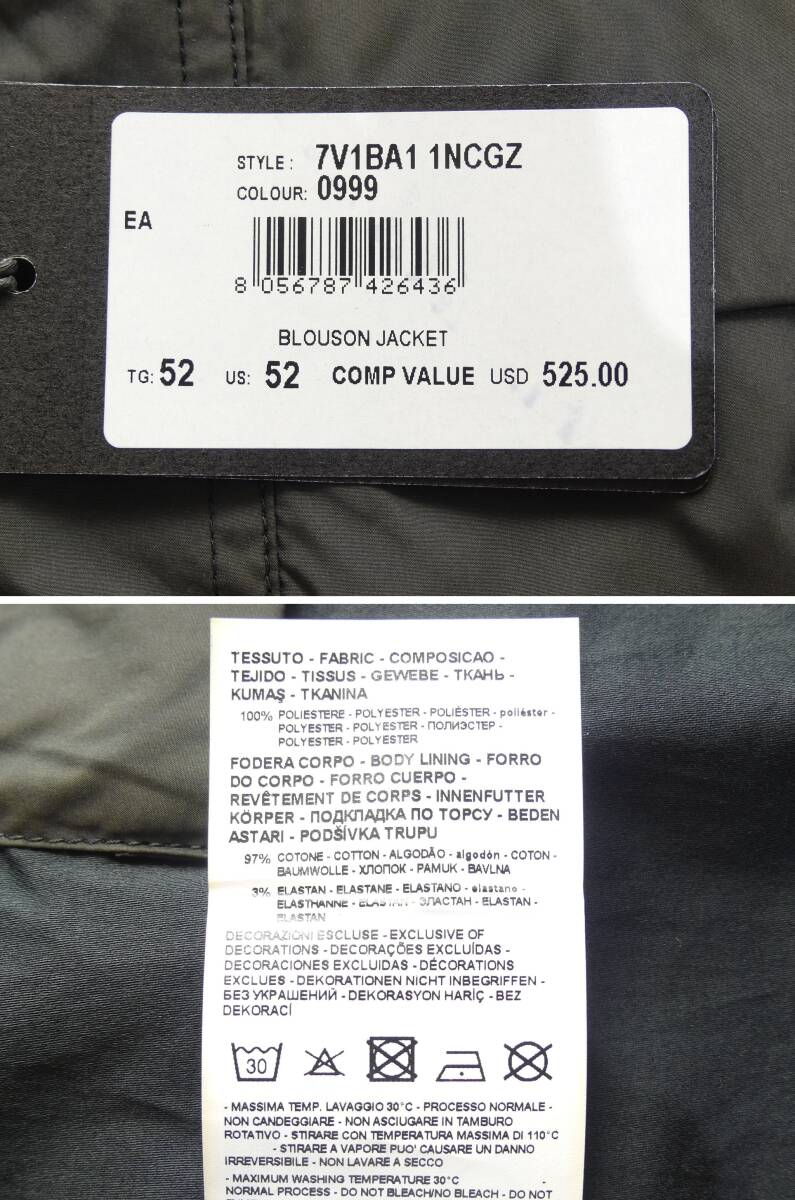 STYLE: 7V1BA1 1NCGZ
COLOUR: 0999
EA
8 056787 426436
BLOUSON JACKET
TG: 52 US: 52 COMP VALUE USD 525.00
TESSUTO - FABRIC - COMPOSICAO -
TEJIDO - TISSUS - GEWEBE - ТКАНЬ -
KUMAŞ - TKANINA
100% POLIESTERE - POLYESTER - POLIÉSTER - poliéster -
POLYESTER - POLYESTER - ПОЛИЭСТЕР -
POLYESTER - POLYESTER
FODERA CORPO - BODY LINING - FORRO
DO CORPO - FORRO CUERPO -
REVÊTEMENT DE CORPS - INNENFUTTER
KÖRPER - ПОДКЛАДКА ПО ТОРСУ - BEDEN
ASTARI - PODŠÍVKA TRUPU
97% COTONE - COTTON - ALGODÃO - algodón - COTON -
BAUMWOLLE - ХЛОПОК - PAMUK - BAVLNA
3% ELASTAN - ELASTANE - ELASTANO - elastano -
ELASTHANNE - ELASTAN - ЭЛАСТАН - ELASTAN -
ELASTAN
DECORAZIONI ESCLUSE - EXCLUSIVE OF
DECORATIONS - DECORAÇÕES EXCLUÍDAS -
DECORACIONES EXCLUIDAS - DÉCORATIONS
EXCLUES - DEKORATIONEN NICHT INBEGRIFFEN -
БЕЗ УКРАШЕНИЙ - DEKORASYON HARİÇ - BEZ
DEKORACÍ
30
- MASSIMA TEMP. LAVAGGIO 30°C - PROCESSO NORMALE -
NON CANDEGGIARE - NON ASCIUGARE IN TAMBURO
ROTATIVO - STIRARE CON TEMPERATURA MASSIMA DI 110°C
- STIRARE A VAPORE PUO' CAUSARE UN DANNO
IRREVERSIBILE - NON LAVARE A SECCO
- MAXIMUM WASHING TEMPERATURE 30°C -
NORMAL PROCESS - DO NOT BLEACH/NO BLEACH - DO NOT